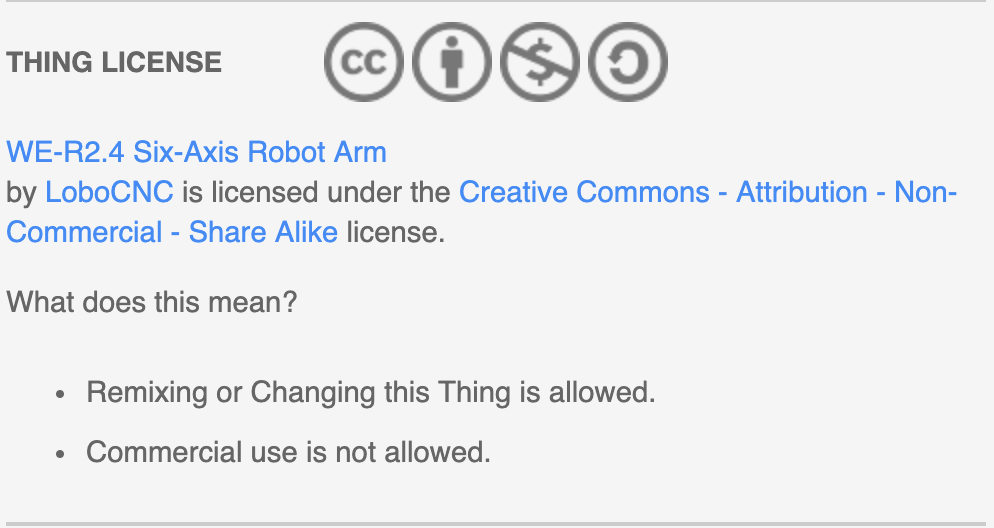 THING LICENSE
cc
WE-R2.4 Six-Axis Robot Arm
by LoboCNC is licensed under the Creative Commons - Attribution - Non-
Commercial - Share Alike license.
What does this mean?
• Remixing or Changing this Thing is allowed.
• Commercial use is not allowed.